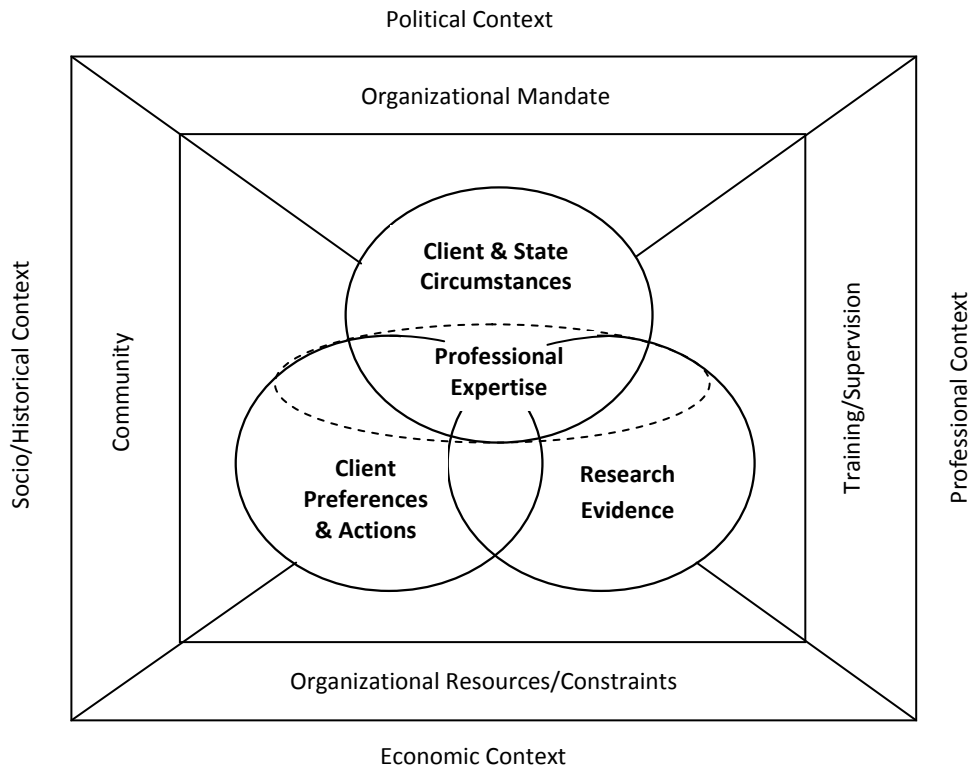 Political Context
Organizational Mandate
Client & State
Circumstances
Socio/Historical Context
Community
Professional
Expertise
Training/Supervision
Professional Context
Client
Preferences
& Actions
Research
Evidence
Organizational Resources/Constraints
Economic Context